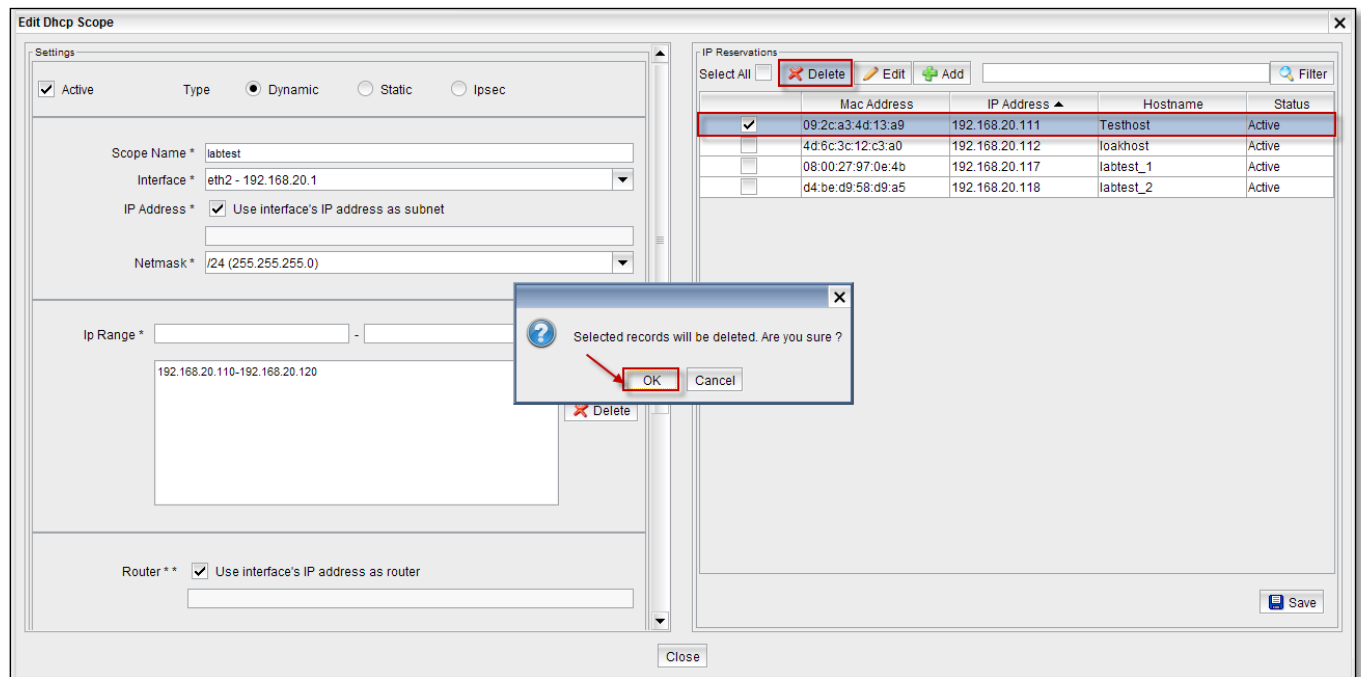 Edit Dhcp Scope
Settings
Active Type Dynamic Static Ipsec
Scope Name * labtest
Interface * eth2 - 192.168.20.1
IP Address * Use interface's IP address as subnet
Netmask * /24 (255.255.255.0)
Ip Range * -
192.168.20.110-192.168.20.120
Delete
Router * * Use interface's IP address as router
IP Reservations
Select All Delete Edit Add Filter
Mac Address IP Address Hostname Status
09:2c:a3:4d:13:a9 192.168.20.111 Testhost Active
4d:6c:3c:12:c3:a0 192.168.20.112 loakhost Active
08:00:27:97:0e:4b 192.168.20.117 labtest_1 Active
d4:be:d9:58:d9:a5 192.168.20.118 labtest_2 Active
Selected records will be deleted. Are you sure ?
OK Cancel
Save
Close